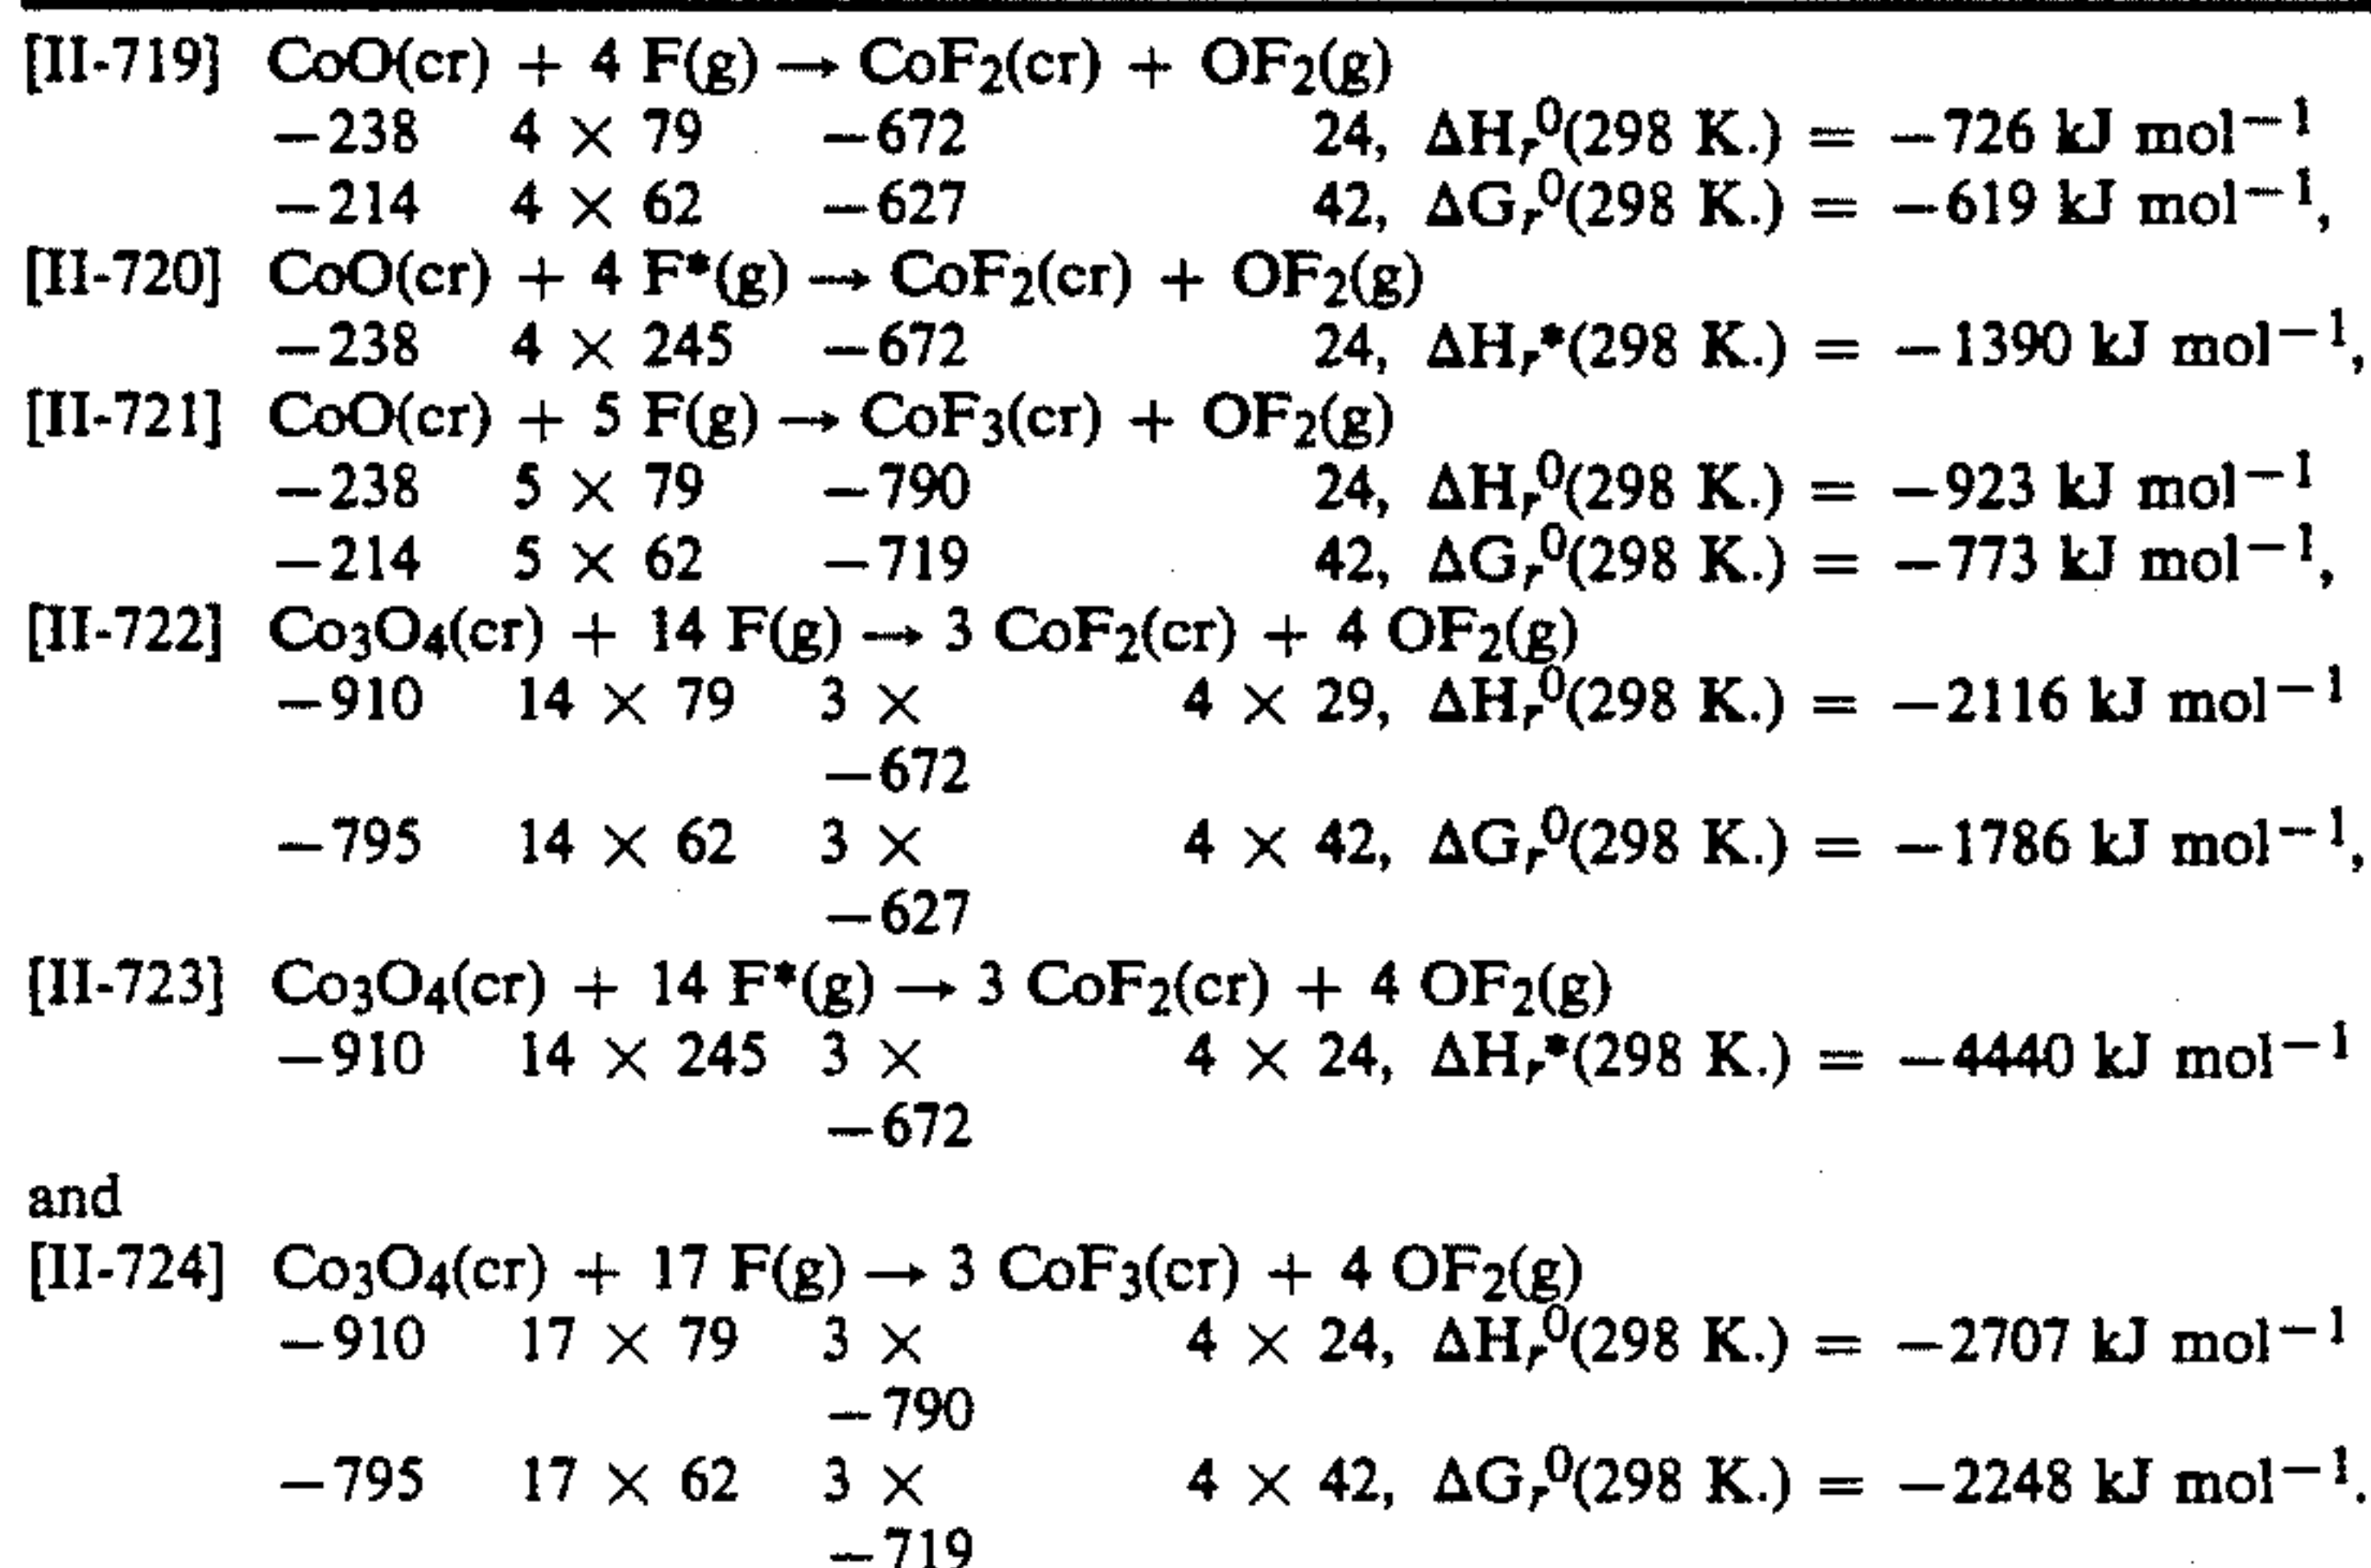 [II-719] CoO(cr) + 4 F(g) → CoF₂(cr) + OF₂(g)
−238 4 × 79 −672 24, ΔHᵣ⁰(298 K.) = −726 kJ mol⁻¹
−214 4 × 62 −627 42, ΔGᵣ⁰(298 K.) = −619 kJ mol⁻¹,
[II-720] CoO(cr) + 4 F*(g) → CoF₂(cr) + OF₂(g)
−238 4 × 245 −672 24, ΔHᵣ*(298 K.) = −1390 kJ mol⁻¹,
[II-721] CoO(cr) + 5 F(g) → CoF₃(cr) + OF₂(g)
−238 5 × 79 −790 24, ΔHᵣ⁰(298 K.) = −923 kJ mol⁻¹
−214 5 × 62 −719 42, ΔGᵣ⁰(298 K.) = −773 kJ mol⁻¹,
[II-722] Co₃O₄(cr) + 14 F(g) → 3 CoF₂(cr) + 4 OF₂(g)
−910 14 × 79 3 × 4 × 29, ΔHᵣ⁰(298 K.) = −2116 kJ mol⁻¹
−672
−795 14 × 62 3 × 4 × 42, ΔGᵣ⁰(298 K.) = −1786 kJ mol⁻¹,
−627
[II-723] Co₃O₄(cr) + 14 F*(g) → 3 CoF₂(cr) + 4 OF₂(g)
−910 14 × 245 3 × 4 × 24, ΔHᵣ*(298 K.) = −4440 kJ mol⁻¹
−672
and
[II-724] Co₃O₄(cr) + 17 F(g) → 3 CoF₃(cr) + 4 OF₂(g)
−910 17 × 79 3 × 4 × 24, ΔHᵣ⁰(298 K.) = −2707 kJ mol⁻¹
−790
−795 17 × 62 3 × 4 × 42, ΔGᵣ⁰(298 K.) = −2248 kJ mol⁻¹.
−719